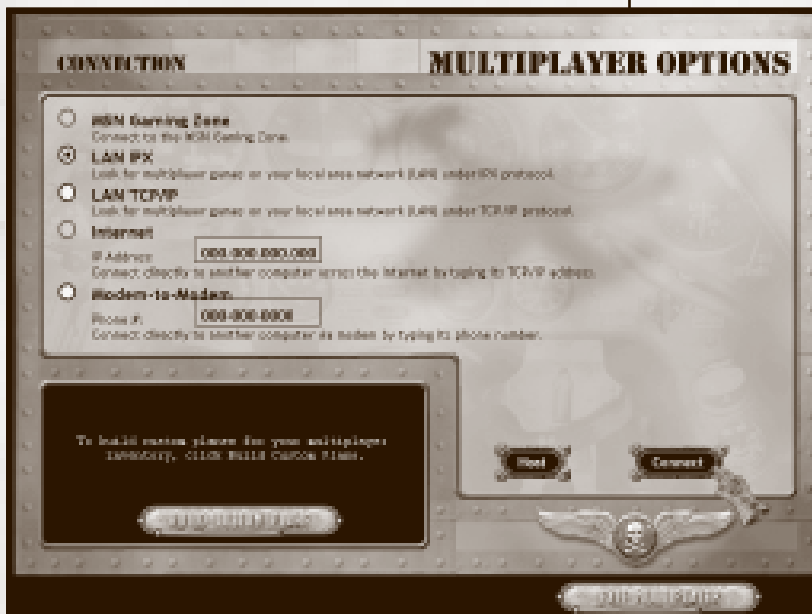 CONNECTION
MULTIPLAYER OPTIONS
MSN Gaming Zone
Connect to the MSN Gaming Zone.
LAN IPX
Look for multiplayer games on your local area network (LAN) under IPX protocol.
LAN TCP/IP
Look for multiplayer games on your local area network (LAN) under TCP/IP protocol.
Internet
IP Address: 000.000.000.000
Connect directly to another computer across the Internet by typing its TCP/IP address.
Modem-to-Modem
Phone #: 000-000-0000
Connect directly to another computer via modem by typing its phone number.
To build custom planes for your multiplayer
inventory, click Build Custom Plane.
Host
Connect